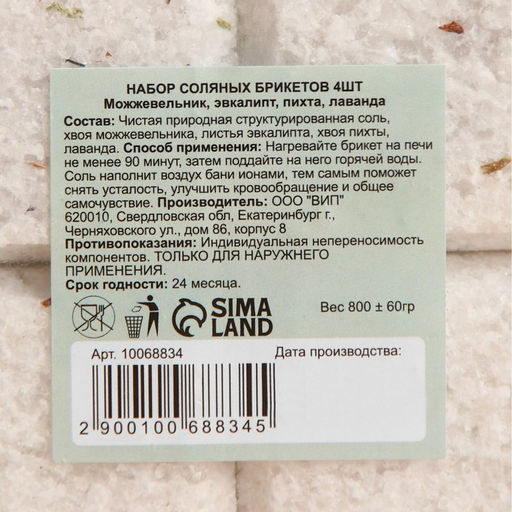 НАБОР СОЛЯНЫХ БРИКЕТОВ 4ШТ
Можжевельник, эвкалипт, пихта, лаванда
Состав: Чистая природная структурированная соль,
хвоя можжевельника, листья эвкалипта, хвоя пихты,
лаванда. Способ применения: Нагревайте брикет на печи
не менее 90 минут, затем поддайте на него горячей воды.
Соль наполнит воздух бани ионами, тем самым поможет
снять усталость, улучшить кровообращение и общее
самочувствие. Производитель: ООО "ВИП"
620010, Свердловская обл, Екатеринбург г.,
Черняховского ул., дом 86, корпус 8
Противопоказания: Индивидуальная непереносимость
компонентов. ТОЛЬКО ДЛЯ НАРУЖНЕГО
ПРИМЕНЕНИЯ.
Срок годности: 24 месяца.
SIMA
LAND
Вес 800 ± 60гр
Арт. 10068834
Дата производства:
2 900100 688345